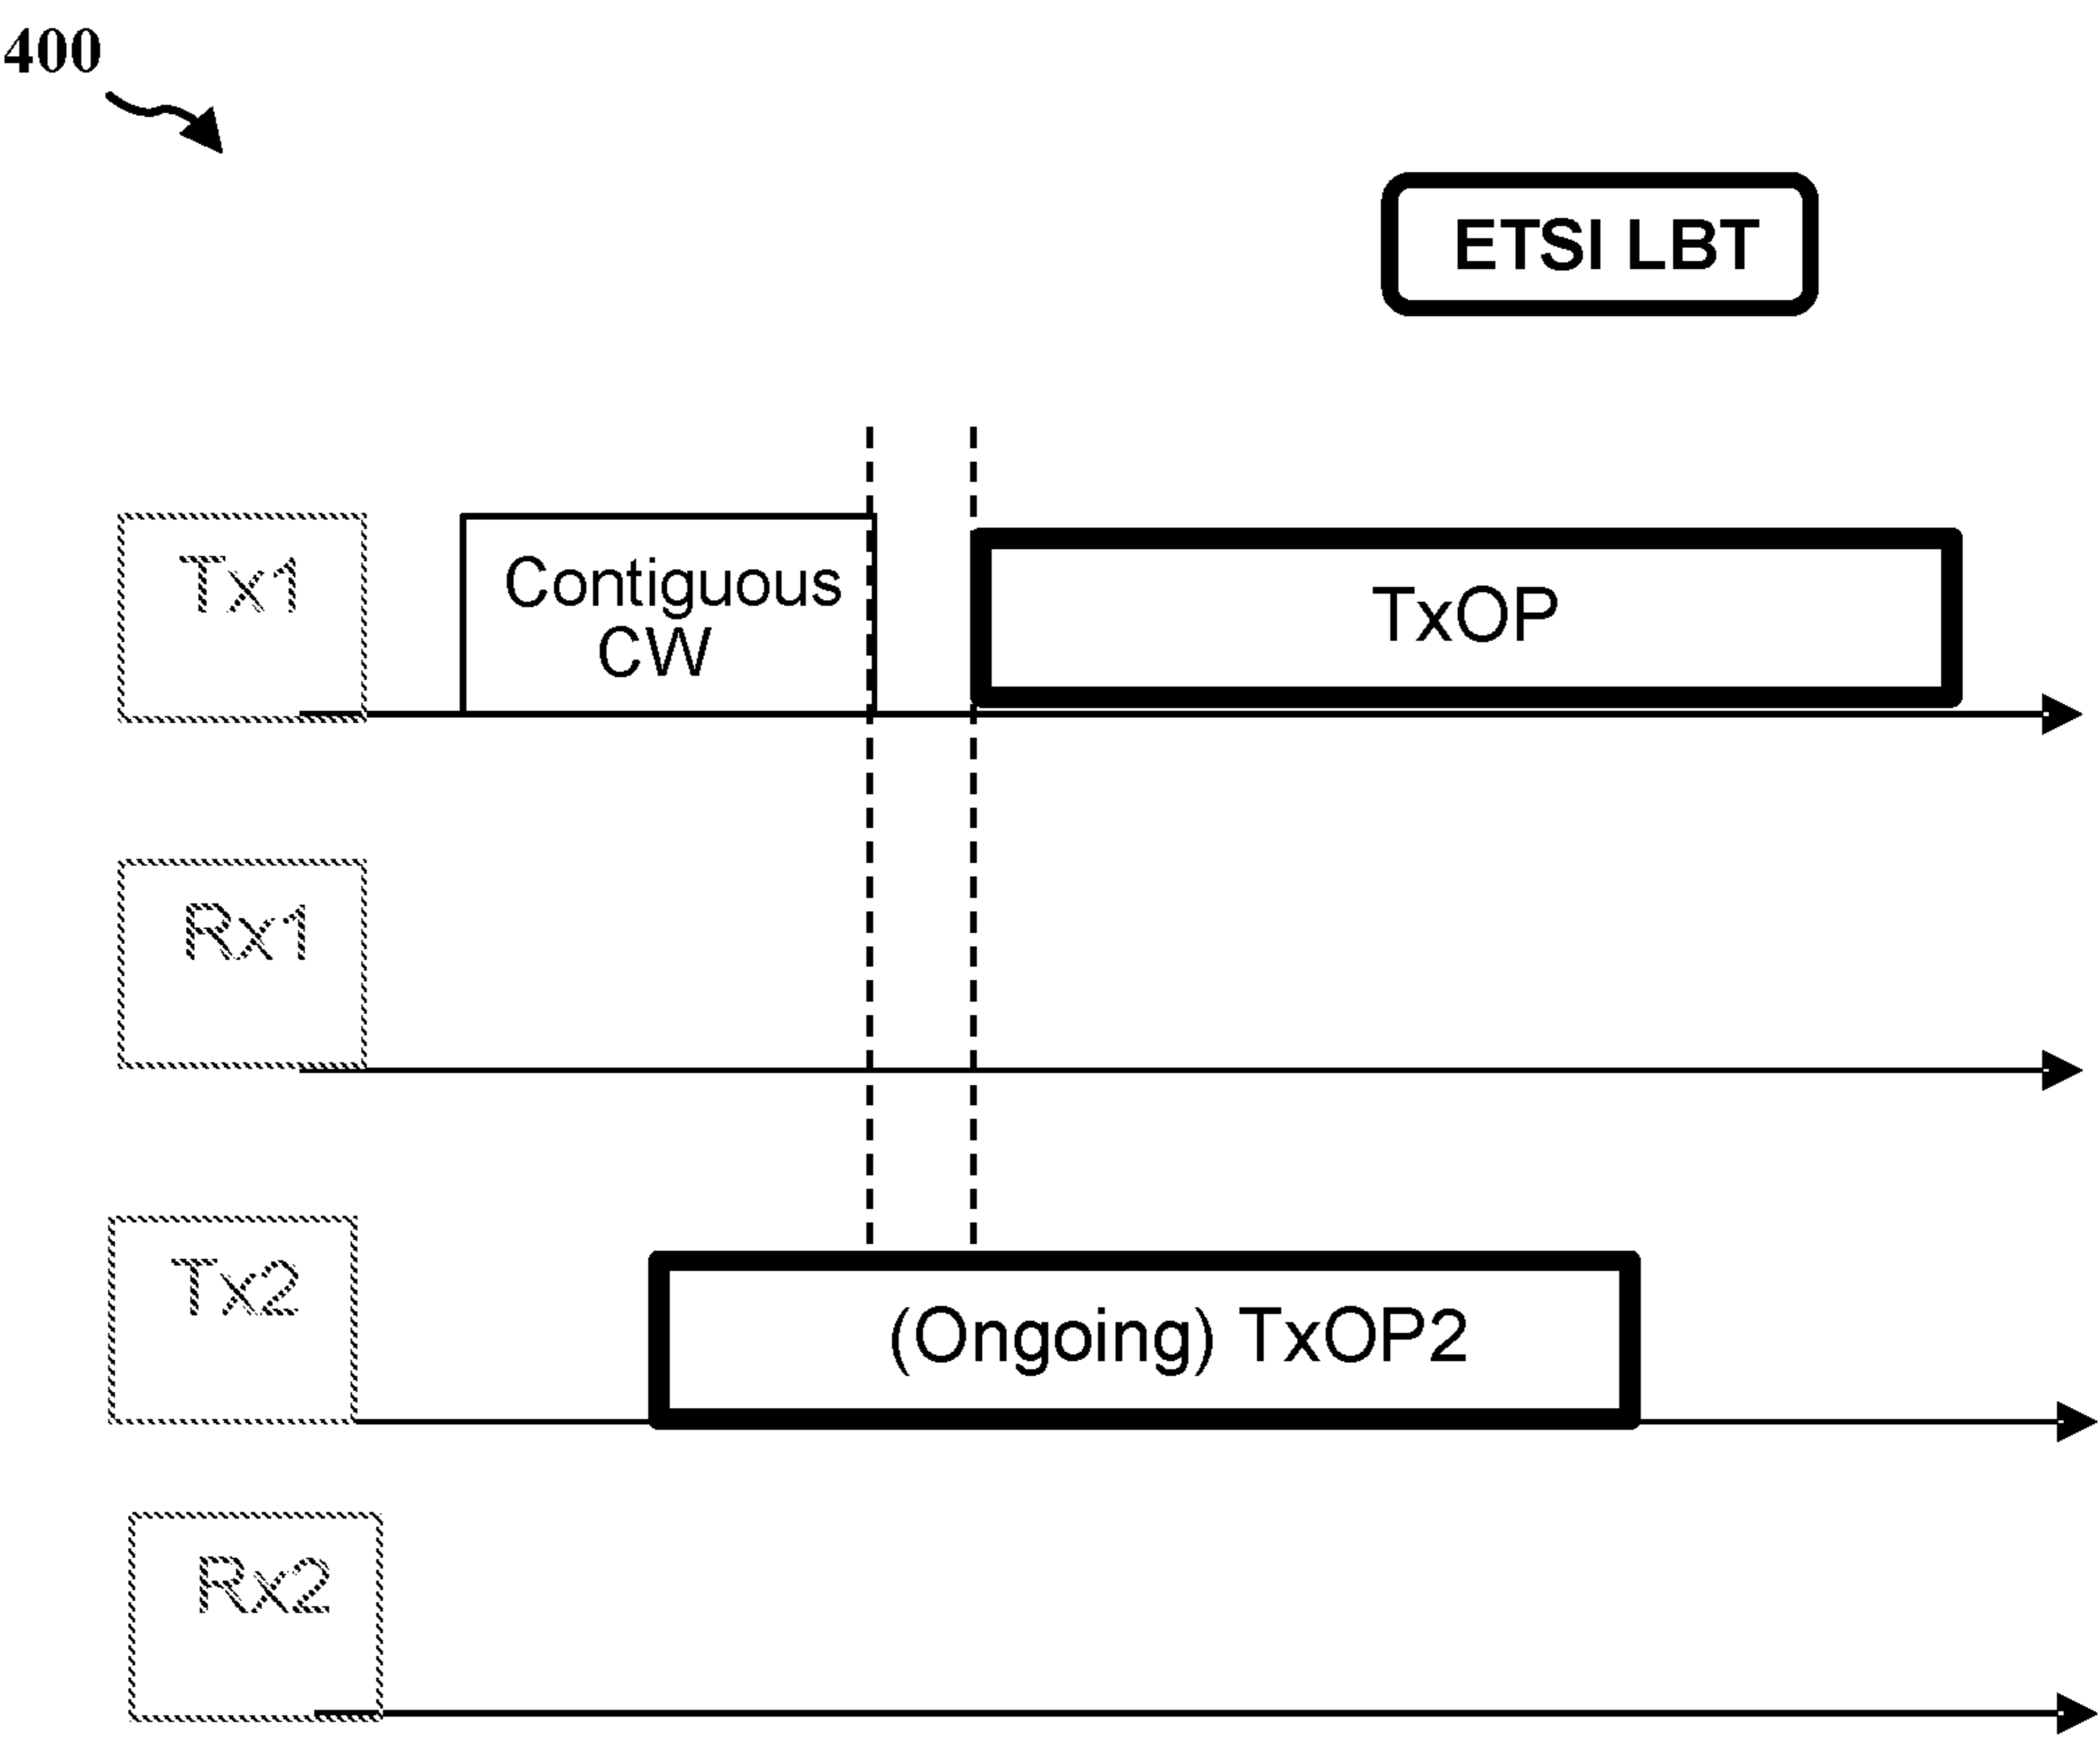 400
ETSI LBT
Tx1
Contiguous
CW
TxOP
Rx1
Tx2
(Ongoing) TxOP2
Rx2